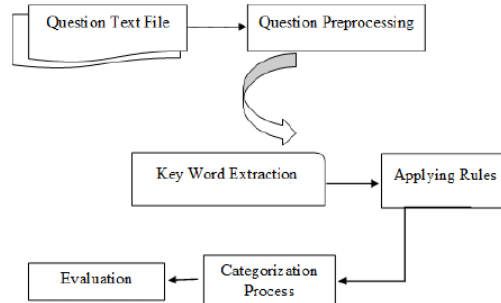 Question Text File
Question Preprocessing
Key Word Extraction
Applying Rules
Evaluation
Categorization
Process